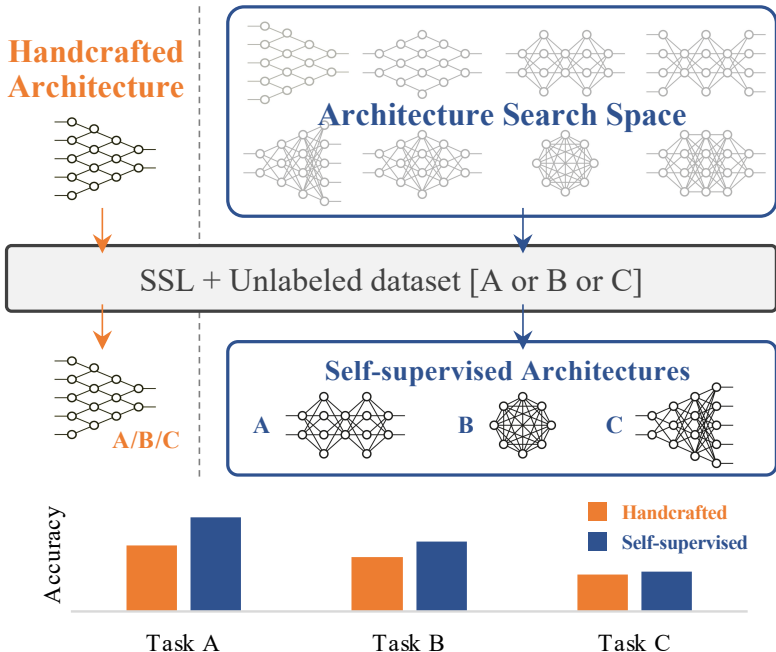 Handcrafted
Architecture
Architecture Search Space
SSL + Unlabeled dataset [A or B or C]
A/B/C
Self-supervised Architectures
A
B
C
Accuracy
Handcrafted
Self-supervised
Task A
Task B
Task C